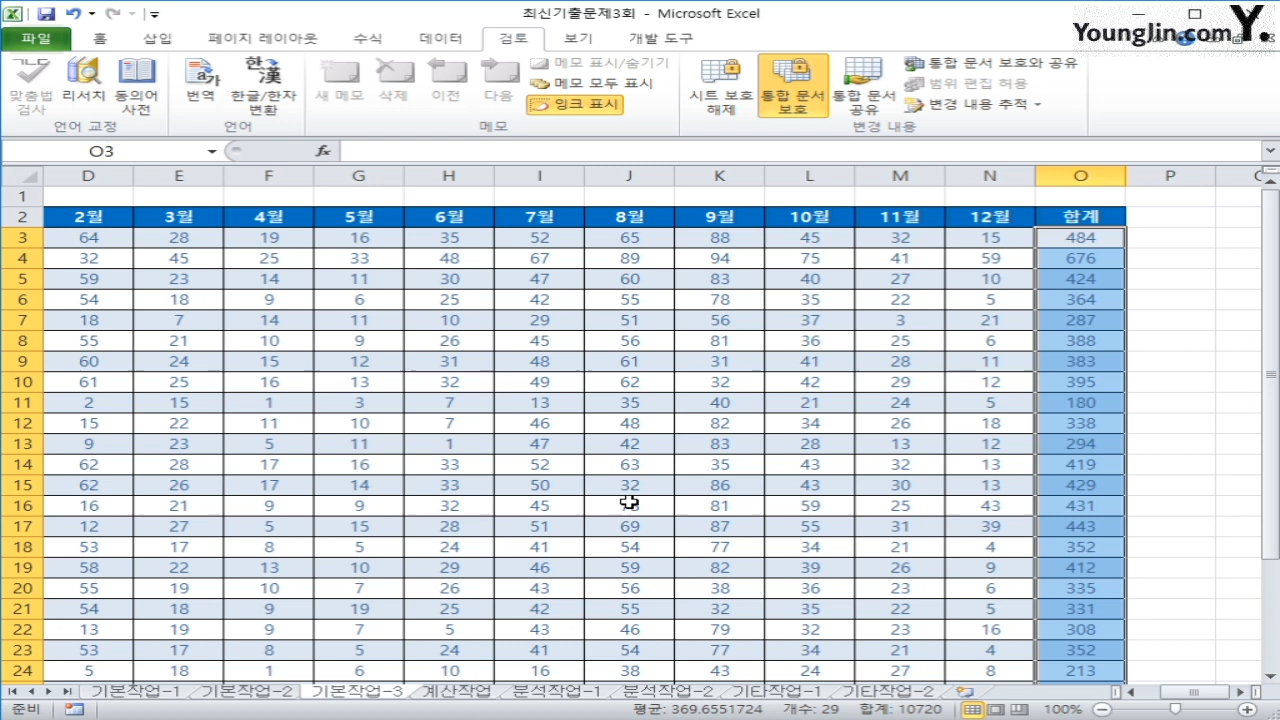 최신기출문제3회 - Microsoft Excel
YoungJin.com Y.
파일 홈 삽입 페이지 레이아웃 수식 데이터 검토 보기 개발 도구
맞춤법 검사 리서치 동의어 사전 번역 한글/한자 변환 새 메모 삭제 이전 다음 메모 표시/숨기기 메모 모두 표시 잉크 표시 시트 보호 해제 통합 문서 보호 통합 문서 공유 통합 문서 보호와 공유 범위 편집 허용 변경 내용 추적
언어 교정 언어 메모 변경 내용
O3 fx
D E F G H I J K L M N O P
1
2 2월 3월 4월 5월 6월 7월 8월 9월 10월 11월 12월 합계
3 64 28 19 16 35 52 65 88 45 32 15 484
4 32 45 25 33 48 67 89 94 75 41 59 676
5 59 23 14 11 30 47 60 83 40 27 10 424
6 54 18 9 6 25 42 55 78 35 22 5 364
7 18 7 14 11 10 29 51 56 37 3 21 287
8 55 21 10 9 26 45 56 81 36 25 6 388
9 60 24 15 12 31 48 61 31 41 28 11 383
10 61 25 16 13 32 49 62 32 42 29 12 395
11 2 15 1 3 7 13 35 40 21 24 5 180
12 15 22 11 10 7 46 48 82 34 26 18 338
13 9 23 5 11 1 47 42 83 28 13 12 294
14 62 28 17 16 33 52 63 35 43 32 13 419
15 62 26 17 14 33 50 32 86 43 30 13 429
16 16 21 9 9 32 45 81 59 25 43 431
17 12 27 5 15 28 51 69 87 55 31 39 443
18 53 17 8 5 24 41 54 77 34 21 4 352
19 58 22 13 10 29 46 59 82 39 26 9 412
20 55 19 10 7 26 43 56 38 36 23 6 335
21 54 18 9 19 25 42 55 32 35 22 5 331
22 13 19 9 7 5 43 46 79 32 23 16 308
23 53 17 8 5 24 41 54 77 34 21 4 352
24 5 18 1 6 10 16 38 43 24 27 8 213
기본작업-1 기본작업-2 기본작업-3 계산작업 분석작업-1 분석작업-2 기타작업-1 기타작업-2
준비 평균: 369.6551724 개수: 29 합계: 10720 100%